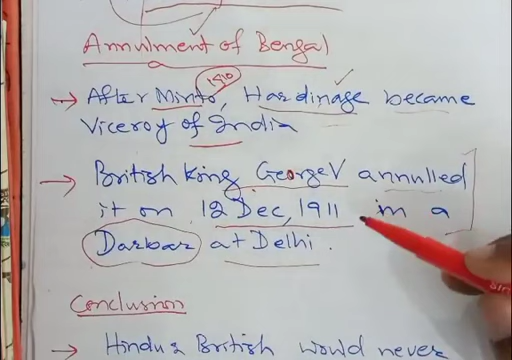 Annulment of Bengal
1910
→ After Minto, Hardinage became
Viceroy of India
→ British king George V annulled
it on 12 Dec, 1911 in a
Darbar at Delhi.
Conclusion
→ Hindu & British would never